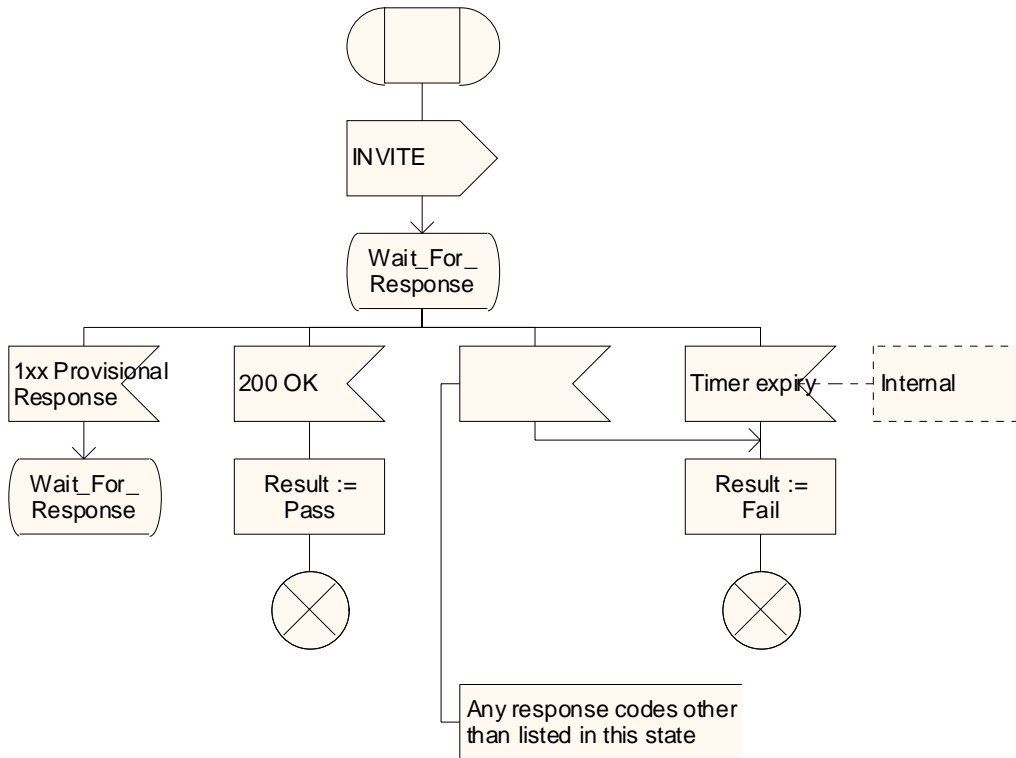 INVITE
Wait_For_
Response
1xx Provisional
Response
200 OK
Timer expiry
Internal
Wait_For_
Response
Result :=
Pass
Result :=
Fail
Any response codes other
than listed in this state